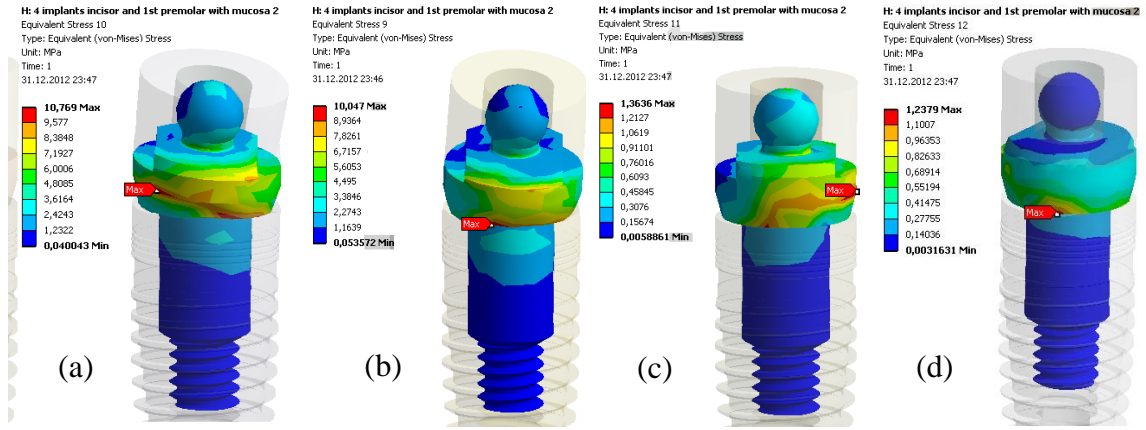 H: 4 implants incisor and 1st premolar with mucosa 2
Equivalent Stress 10
Type: Equivalent (von-Mises) Stress
Unit: MPa
Time: 1
31.12.2012 23:47
10,769 Max
9,577
8,3848
7,1927
6,0006
4,8085
3,6164
2,4243
1,2322
0,040043 Min
Max
(a)
H: 4 implants incisor and 1st premolar with mucosa 2
Equivalent Stress 9
Type: Equivalent (von-Mises) Stress
Unit: MPa
Time: 1
31.12.2012 23:46
10,047 Max
8,9364
7,8261
6,7157
5,6053
4,495
3,3846
2,2743
1,1639
0,053572 Min
Max
(b)
H: 4 implants incisor and 1st premolar with mucosa 2
Equivalent Stress 11
Type: Equivalent (von-Mises) Stress
Unit: MPa
Time: 1
31.12.2012 23:47
1,3636 Max
1,2127
1,0619
0,91101
0,76016
0,6093
0,45845
0,3076
0,15674
0,0058861 Min
Max
(c)
H: 4 implants incisor and 1st premolar with mucosa 2
Equivalent Stress 12
Type: Equivalent (von-Mises) Stress
Unit: MPa
Time: 1
31.12.2012 23:47
1,2379 Max
1,1007
0,96353
0,82633
0,68914
0,55194
0,41475
0,27755
0,14036
0,0031631 Min
Max
(d)